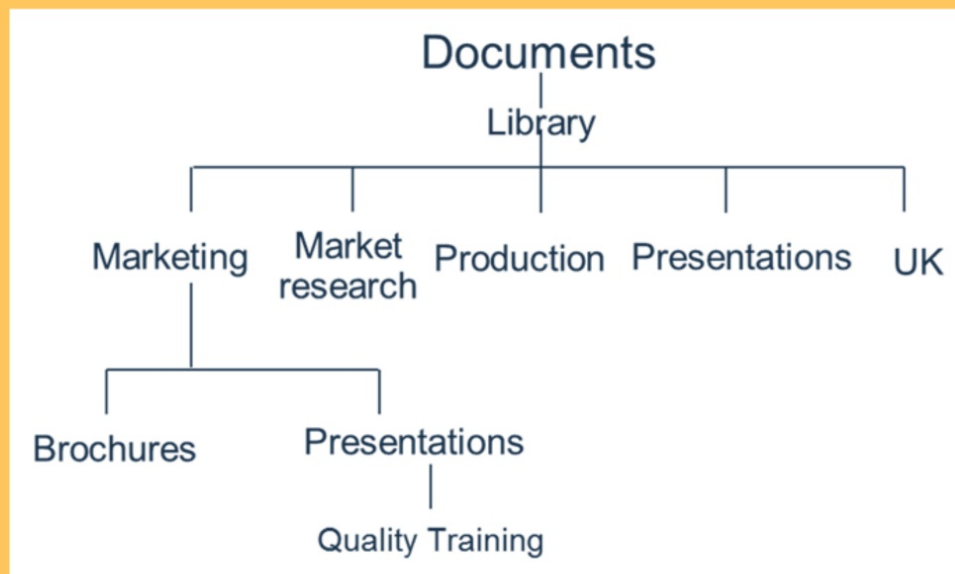 Documents
Library
Marketing
Market
research
Production
Presentations
UK
Brochures
Presentations
Quality Training